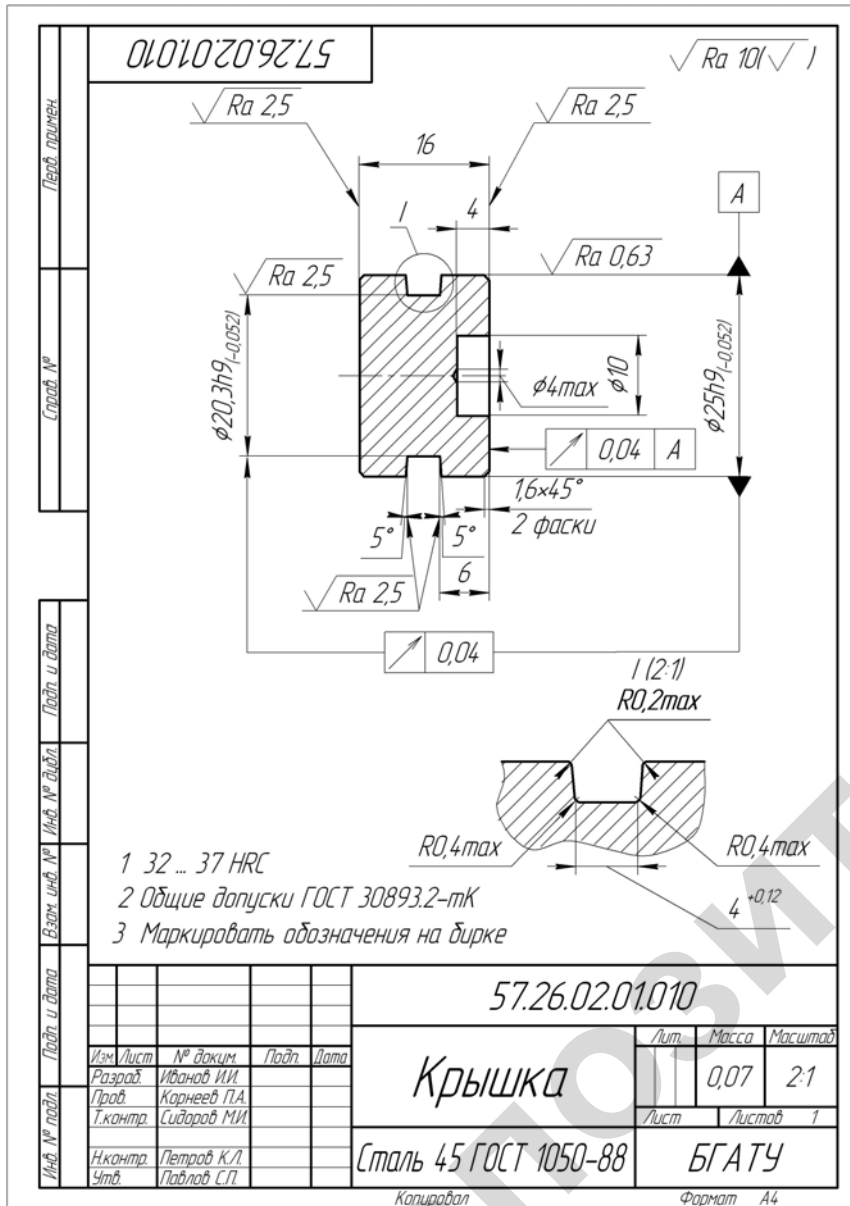 57.26.02.01.010
Ra 10( )
Ra 2,5
Ra 2,5
16
А
4
I
Ra 0,63
Ra 2,5
φ20,3h9(-0,052)
φ4max
φ10
φ25h9(-0,052)
0,04 А
1,6×45°
2 фаски
5°
5°
6
Ra 2,5
0,04
I (2:1)
R0,2max
R0,4max
R0,4max
4 +0,12
1 32 ... 37 HRC
2 Общие допуски ГОСТ 30893.2-mK
3 Маркировать обозначения на бирке
Перв. примен.
Справ. №
Подп. и дата
Инв. № дубл.
Взам. инв. №
Подп. и дата
Инв. № подл.
57.26.02.01.010
Изм. Лист № докум. Подп. Дата
Разраб. Иванов И.И.
Пров. Корнеев П.А.
Т.контр. Сидоров М.И.
Н.контр. Петров К.Л.
Утв. Павлов С.П.
Крышка
Лит. Масса Масштаб
0,07 2:1
Лист Листов 1
Сталь 45 ГОСТ 1050-88
БГАТУ
Копировал Формат А4
ПОЗИТ